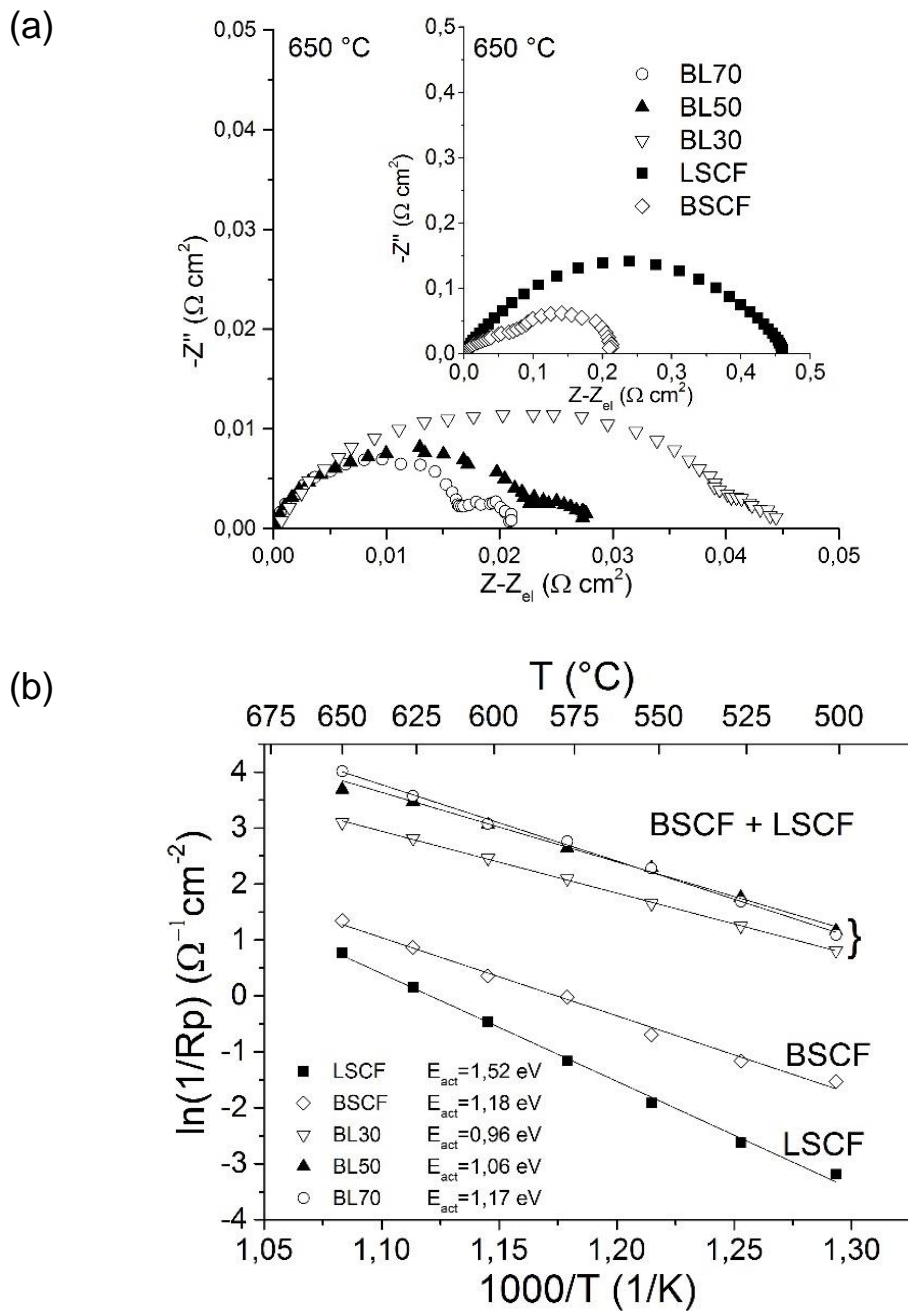 (a)
650 °C
0,05
0,04
0,03
0,02
0,01
0,00
-Z'' (Ω cm²)
0,00 0,01 0,02 0,03 0,04 0,05
Z-Z_el (Ω cm²)
650 °C
0,5
0,4
0,3
0,2
0,1
0,0
-Z'' (Ω cm²)
0,0 0,1 0,2 0,3 0,4 0,5
Z-Z_el (Ω cm²)
BL70
BL50
BL30
LSCF
BSCF
(b)
T (°C)
675 650 625 600 575 550 525 500
4
3
2
1
0
-1
-2
-3
-4
ln(1/Rp) (Ω⁻¹cm⁻²)
BSCF + LSCF
}
BSCF
LSCF
LSCF E_act=1,52 eV
BSCF E_act=1,18 eV
BL30 E_act=0,96 eV
BL50 E_act=1,06 eV
BL70 E_act=1,17 eV
1,05 1,10 1,15 1,20 1,25 1,30
1000/T (1/K)